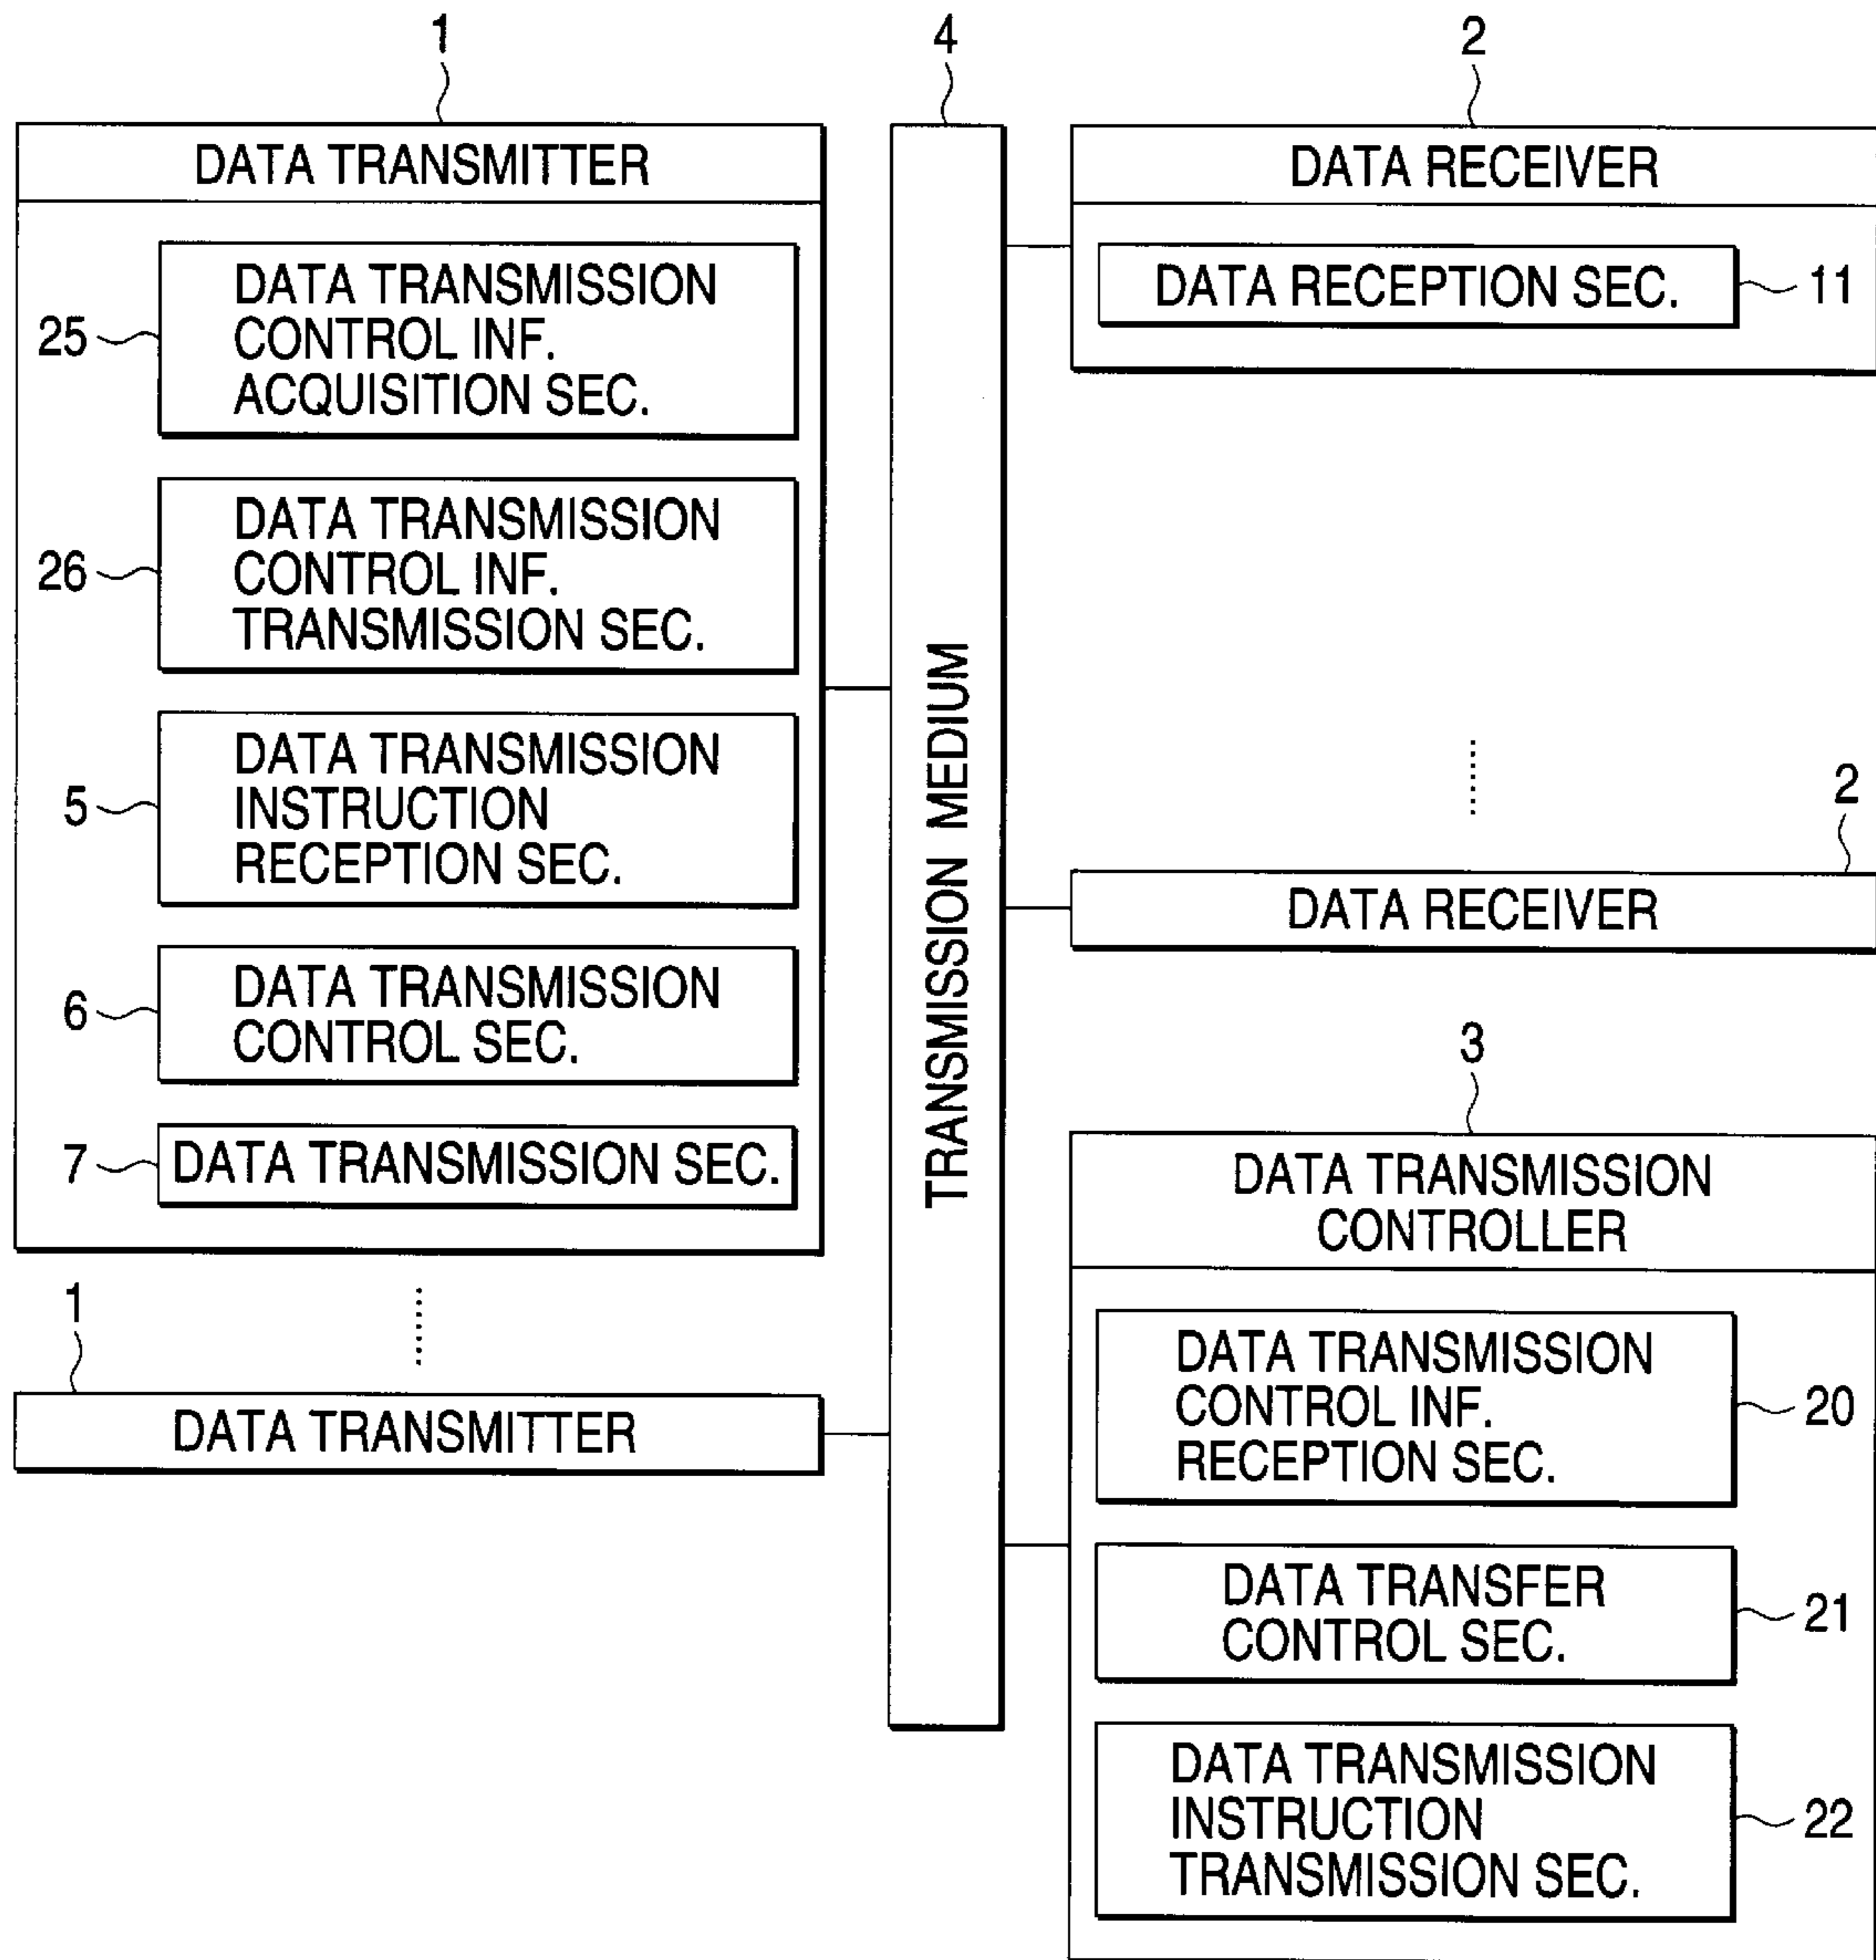 1
DATA TRANSMITTER
25
DATA TRANSMISSION
CONTROL INF.
ACQUISITION SEC.
26
DATA TRANSMISSION
CONTROL INF.
TRANSMISSION SEC.
5
DATA TRANSMISSION
INSTRUCTION
RECEPTION SEC.
6
DATA TRANSMISSION
CONTROL SEC.
7
DATA TRANSMISSION SEC.
1
DATA TRANSMITTER
4
TRANSMISSION MEDIUM
2
DATA RECEIVER
DATA RECEPTION SEC.
11
2
DATA RECEIVER
3
DATA TRANSMISSION
CONTROLLER
DATA TRANSMISSION
CONTROL INF.
RECEPTION SEC.
20
DATA TRANSFER
CONTROL SEC.
21
DATA TRANSMISSION
INSTRUCTION
TRANSMISSION SEC.
22